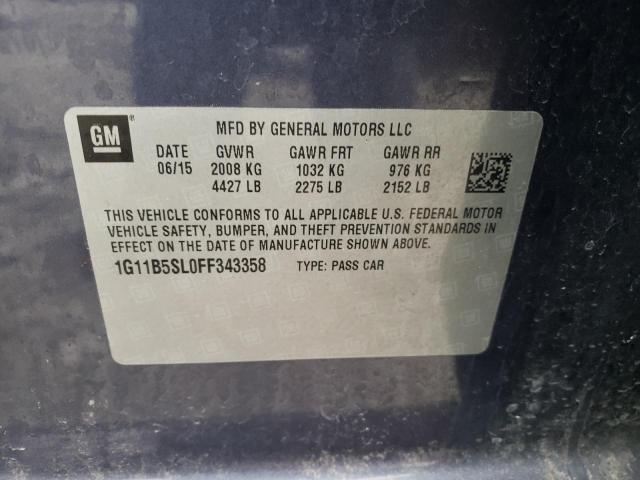 GM®
MFD BY GENERAL MOTORS LLC
DATE GVWR GAWR FRT GAWR RR
06/15 2008 KG 1032 KG 976 KG
4427 LB 2275 LB 2152 LB
THIS VEHICLE CONFORMS TO ALL APPLICABLE U.S. FEDERAL MOTOR
VEHICLE SAFETY, BUMPER, AND THEFT PREVENTION STANDARDS IN
EFFECT ON THE DATE OF MANUFACTURE SHOWN ABOVE.
1G11B5SL0FF343358 TYPE: PASS CAR